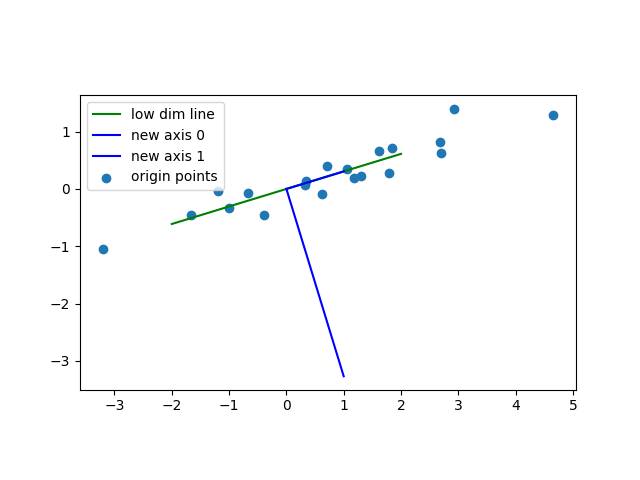 low dim line
new axis 0
new axis 1
origin points
1
0
−1
−2
−3
−3 −2 −1 0 1 2 3 4 5